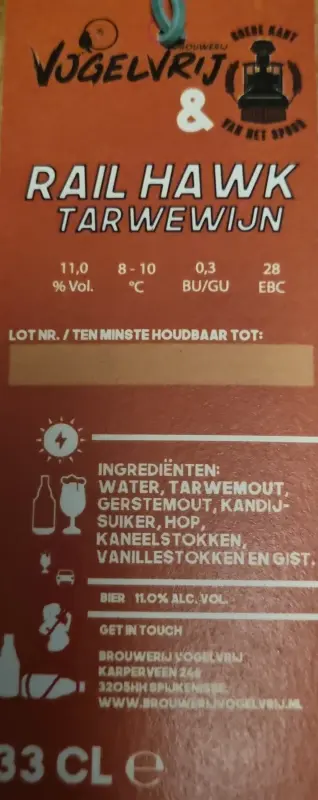 BROUWERIJ
VOGELVRIJ
&
GOEDE KANT
VAN HET SPOOR
RAIL HAWK
TARWEWIJN
11,0 8 - 10 0,3 28
% Vol. °C BU/GU EBC
LOT NR. / TEN MINSTE HOUDBAAR TOT:
INGREDIËNTEN:
WATER, TARWEMOUT,
GERSTEMOUT, KANDIJ-
SUIKER, HOP,
KANEELSTOKKEN,
VANILLESTOKKEN EN GIST.
BIER 11.0% ALC. VOL.
GET IN TOUCH
BROUWERIJ VOGELVRIJ
KARPERVEEN 246
3205HH SPIJKENISSE
WWW.BROUWERIJVOGELVRIJ.NL
33 CL ℮